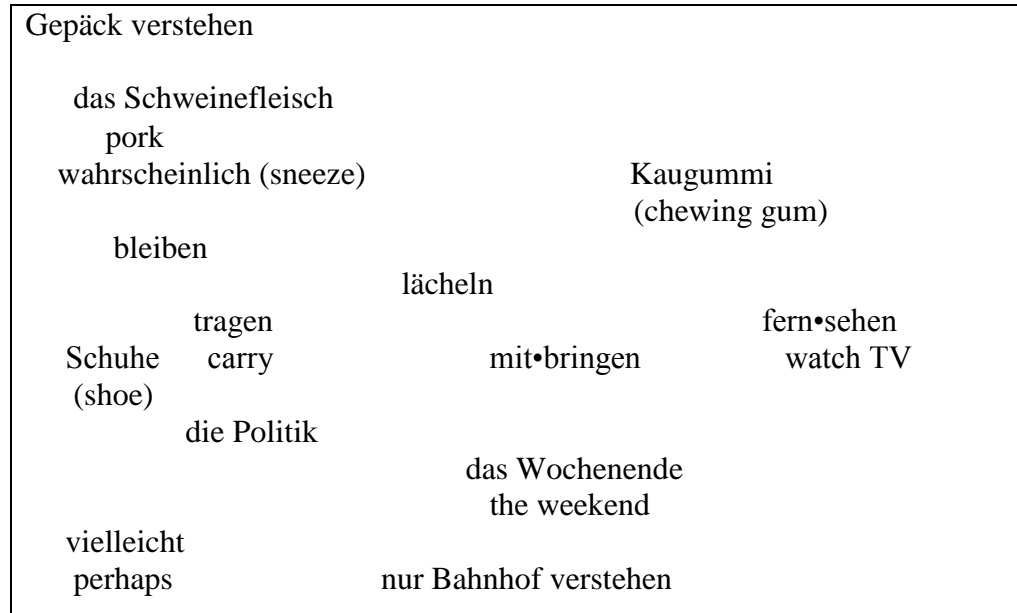 Gepäck verstehen
das Schweinefleisch
pork
wahrscheinlich (sneeze) Kaugummi
(chewing gum)
bleiben
lächeln
tragen fern•sehen
Schuhe carry mit•bringen watch TV
(shoe)
die Politik
das Wochenende
the weekend
vielleicht
perhaps nur Bahnhof verstehen